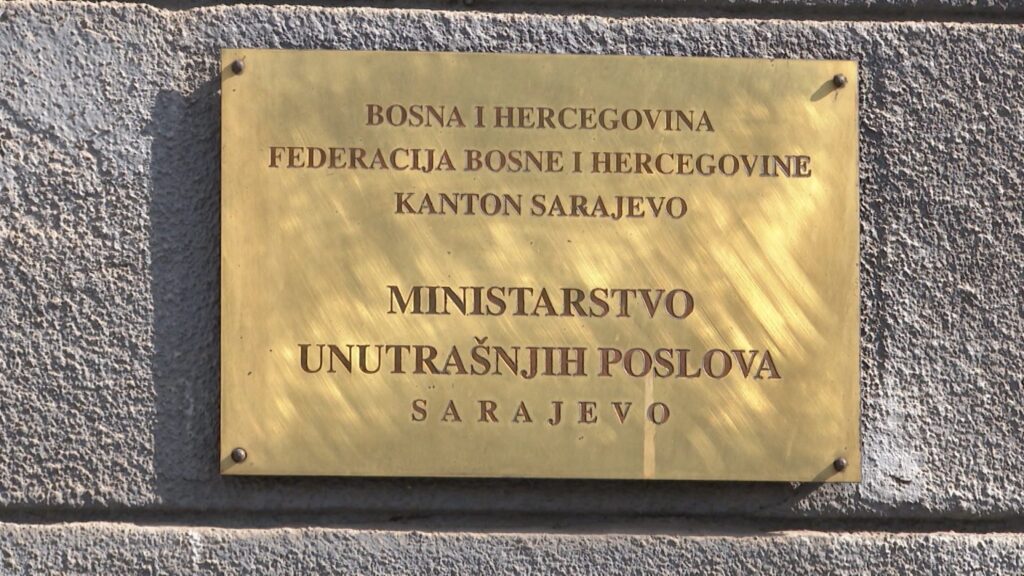 BOSNA I HERCEGOVINA
FEDERACIJA BOSNE I HERCEGOVINE
KANTON SARAJEVO
MINISTARSTVO
UNUTRAŠNJIH POSLOVA
SARAJEVO